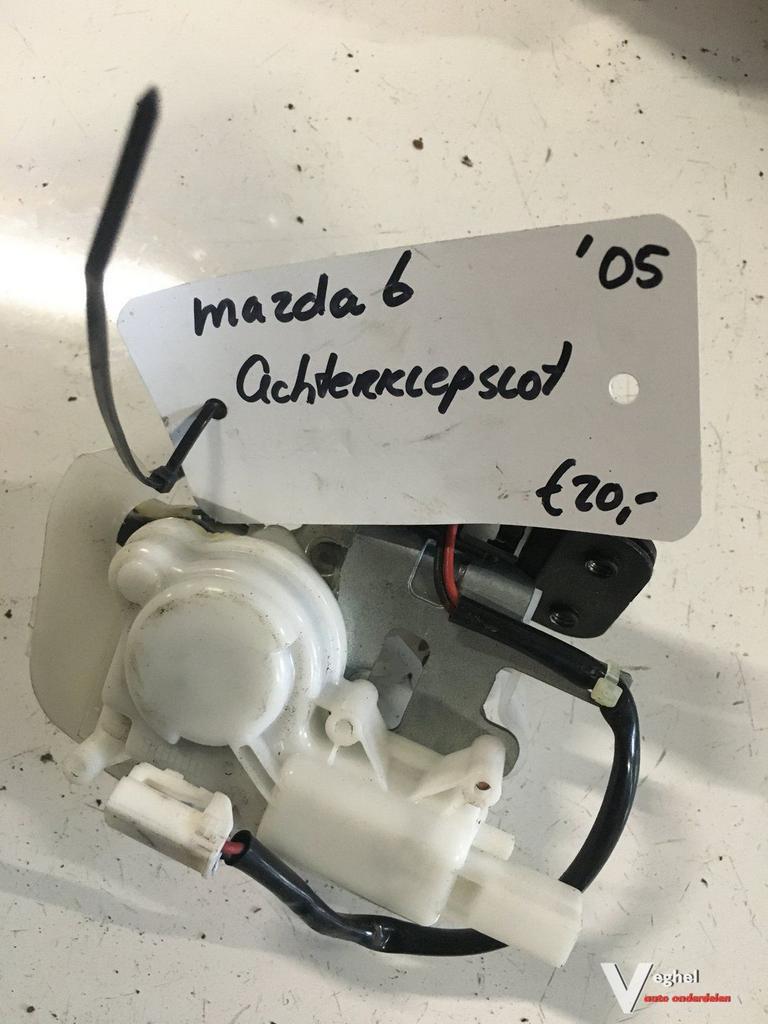 '05
mazda 6
Achterklepslot
€20,-
Veghel
auto onderdelen